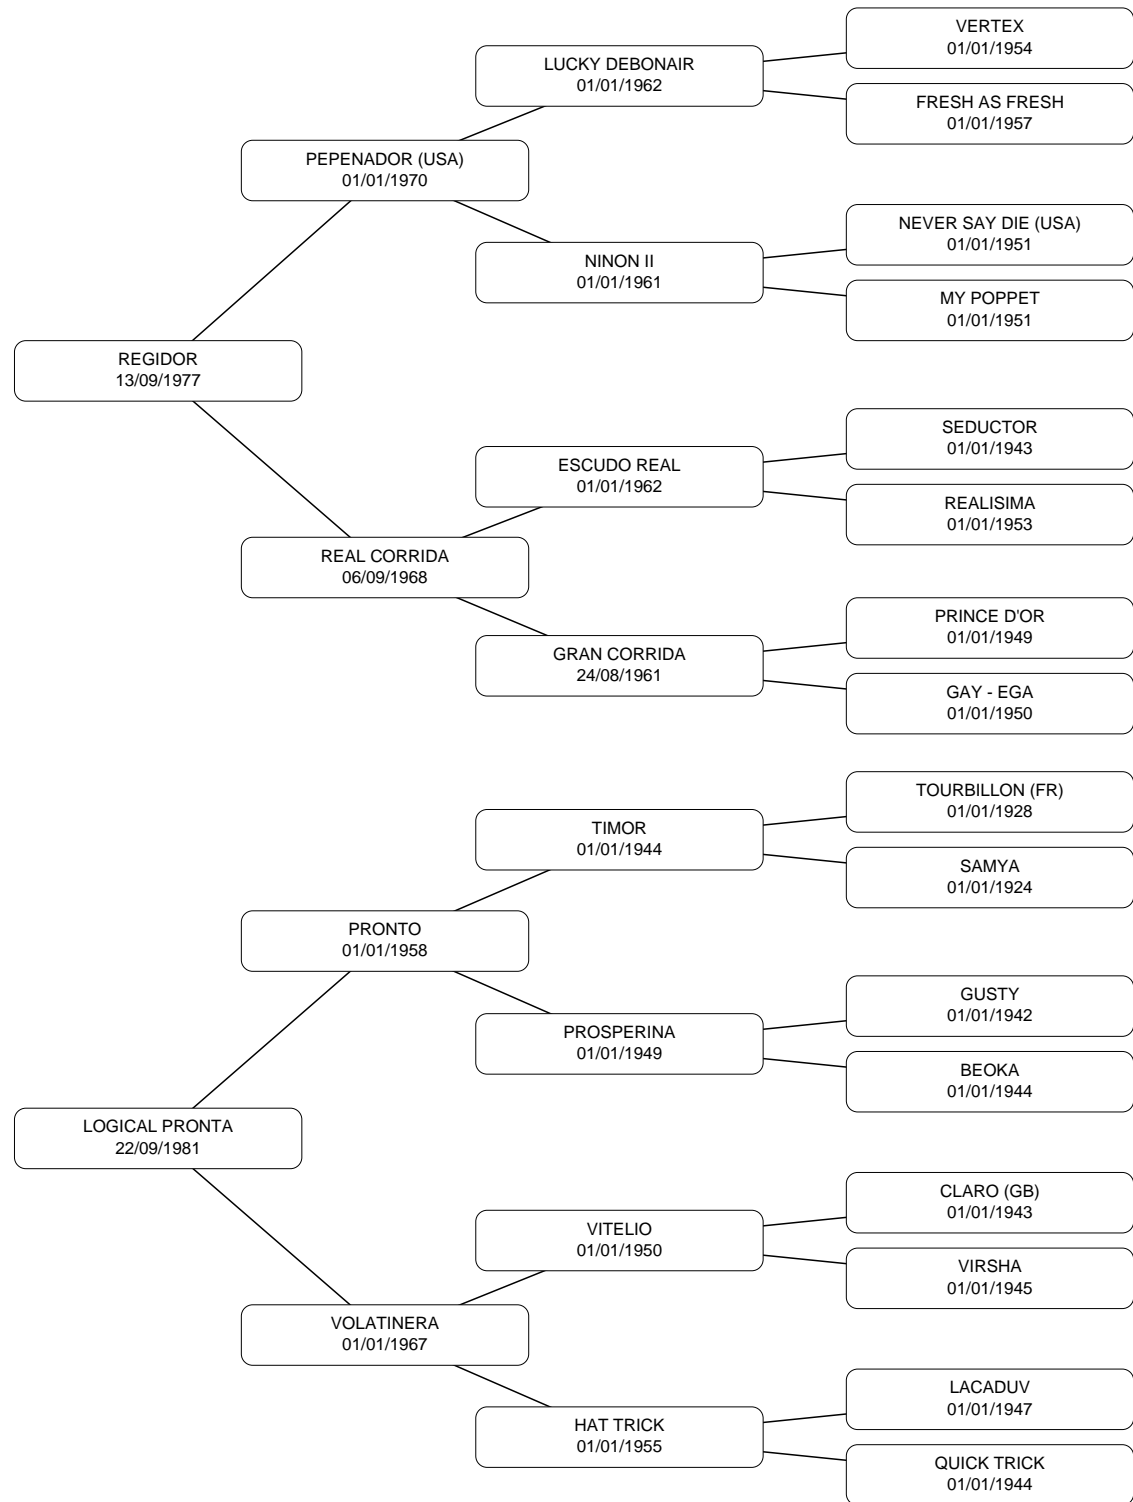 VERTEX
01/01/1954
LUCKY DEBONAIR
01/01/1962
FRESH AS FRESH
01/01/1957
PEPENADOR (USA)
01/01/1970
NEVER SAY DIE (USA)
01/01/1951
NINON II
01/01/1961
MY POPPET
01/01/1951
REGIDOR
13/09/1977
SEDUCTOR
01/01/1943
ESCUDO REAL
01/01/1962
REALISIMA
01/01/1953
REAL CORRIDA
06/09/1968
PRINCE D'OR
01/01/1949
GRAN CORRIDA
24/08/1961
GAY - EGA
01/01/1950
TOURBILLON (FR)
01/01/1928
TIMOR
01/01/1944
SAMYA
01/01/1924
PRONTO
01/01/1958
GUSTY
01/01/1942
PROSPERINA
01/01/1949
BEOKA
01/01/1944
LOGICAL PRONTA
22/09/1981
CLARO (GB)
01/01/1943
VITELIO
01/01/1950
VIRSHA
01/01/1945
VOLATINERA
01/01/1967
LACADUV
01/01/1947
HAT TRICK
01/01/1955
QUICK TRICK
01/01/1944